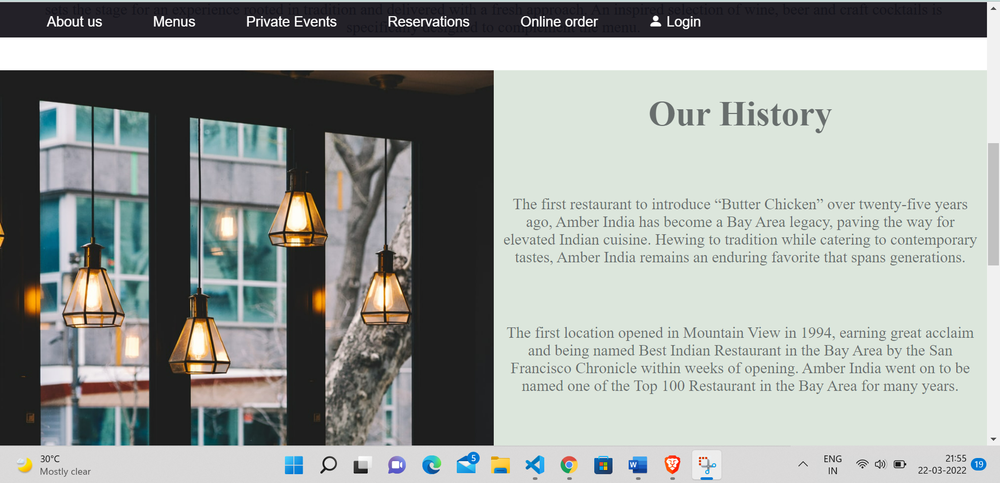 sets the stage for an experience rooted in tradition and delivered with a fresh approach. An inspired selection of wine, beer and craft cocktails is
specifically designed to complement the menu.
About us Menus Private Events Reservations Online order Login
Our History
The first restaurant to introduce “Butter Chicken” over twenty-five years
ago, Amber India has become a Bay Area legacy, paving the way for
elevated Indian cuisine. Hewing to tradition while catering to contemporary
tastes, Amber India remains an enduring favorite that spans generations.
The first location opened in Mountain View in 1994, earning great acclaim
and being named Best Indian Restaurant in the Bay Area by the San
Francisco Chronicle within weeks of opening. Amber India went on to be
named one of the Top 100 Restaurant in the Bay Area for many years.
30°C
Mostly clear
5
W
ENG
IN
21:55
22-03-2022
19